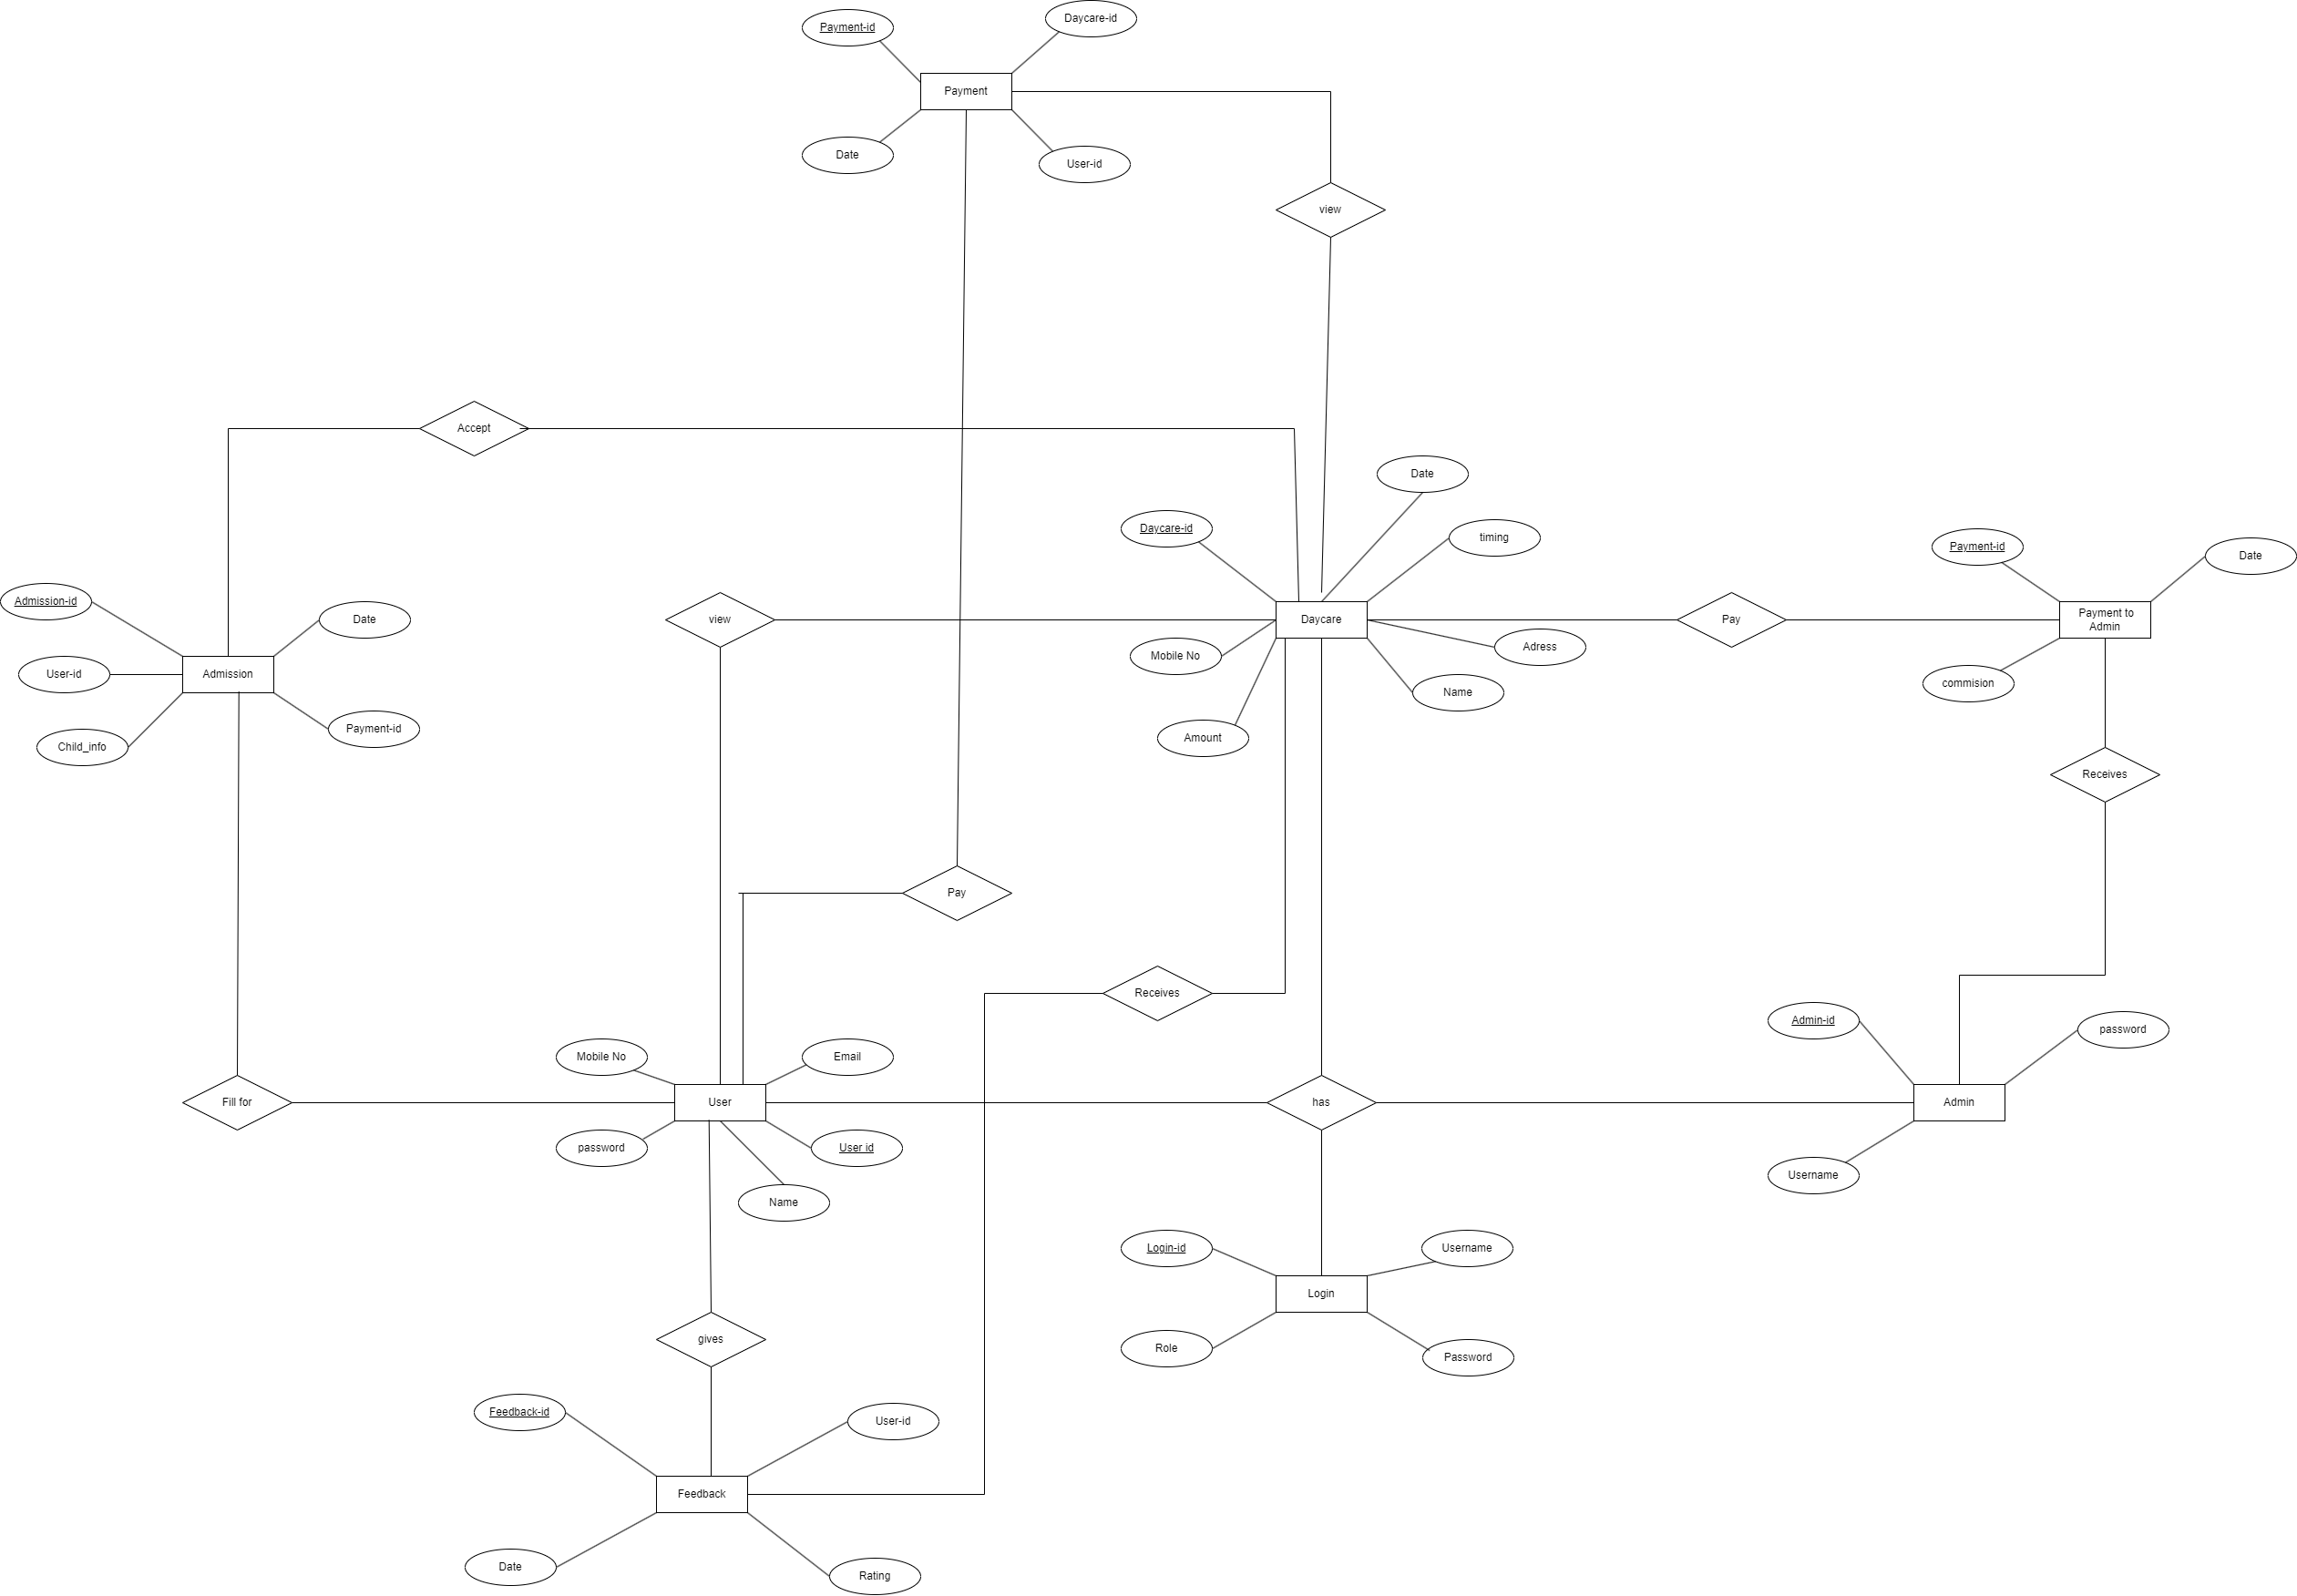 Daycare-id
Payment-id
Payment
Date
User-id
view
Accept
Date
Daycare-id
timing
Payment-id
Date
Admission-id
Date
view
Daycare
Pay
Payment to
Admin
Adress
Mobile No
User-id
Admission
commision
Name
Payment-id
Amount
Child_info
Receives
Pay
Receives
Admin-id
password
Mobile No
Email
Fill for
User
has
Admin
password
User id
Username
Name
Login-id
Username
Login
gives
Role
Password
Feedback-id
User-id
Feedback
Date
Rating